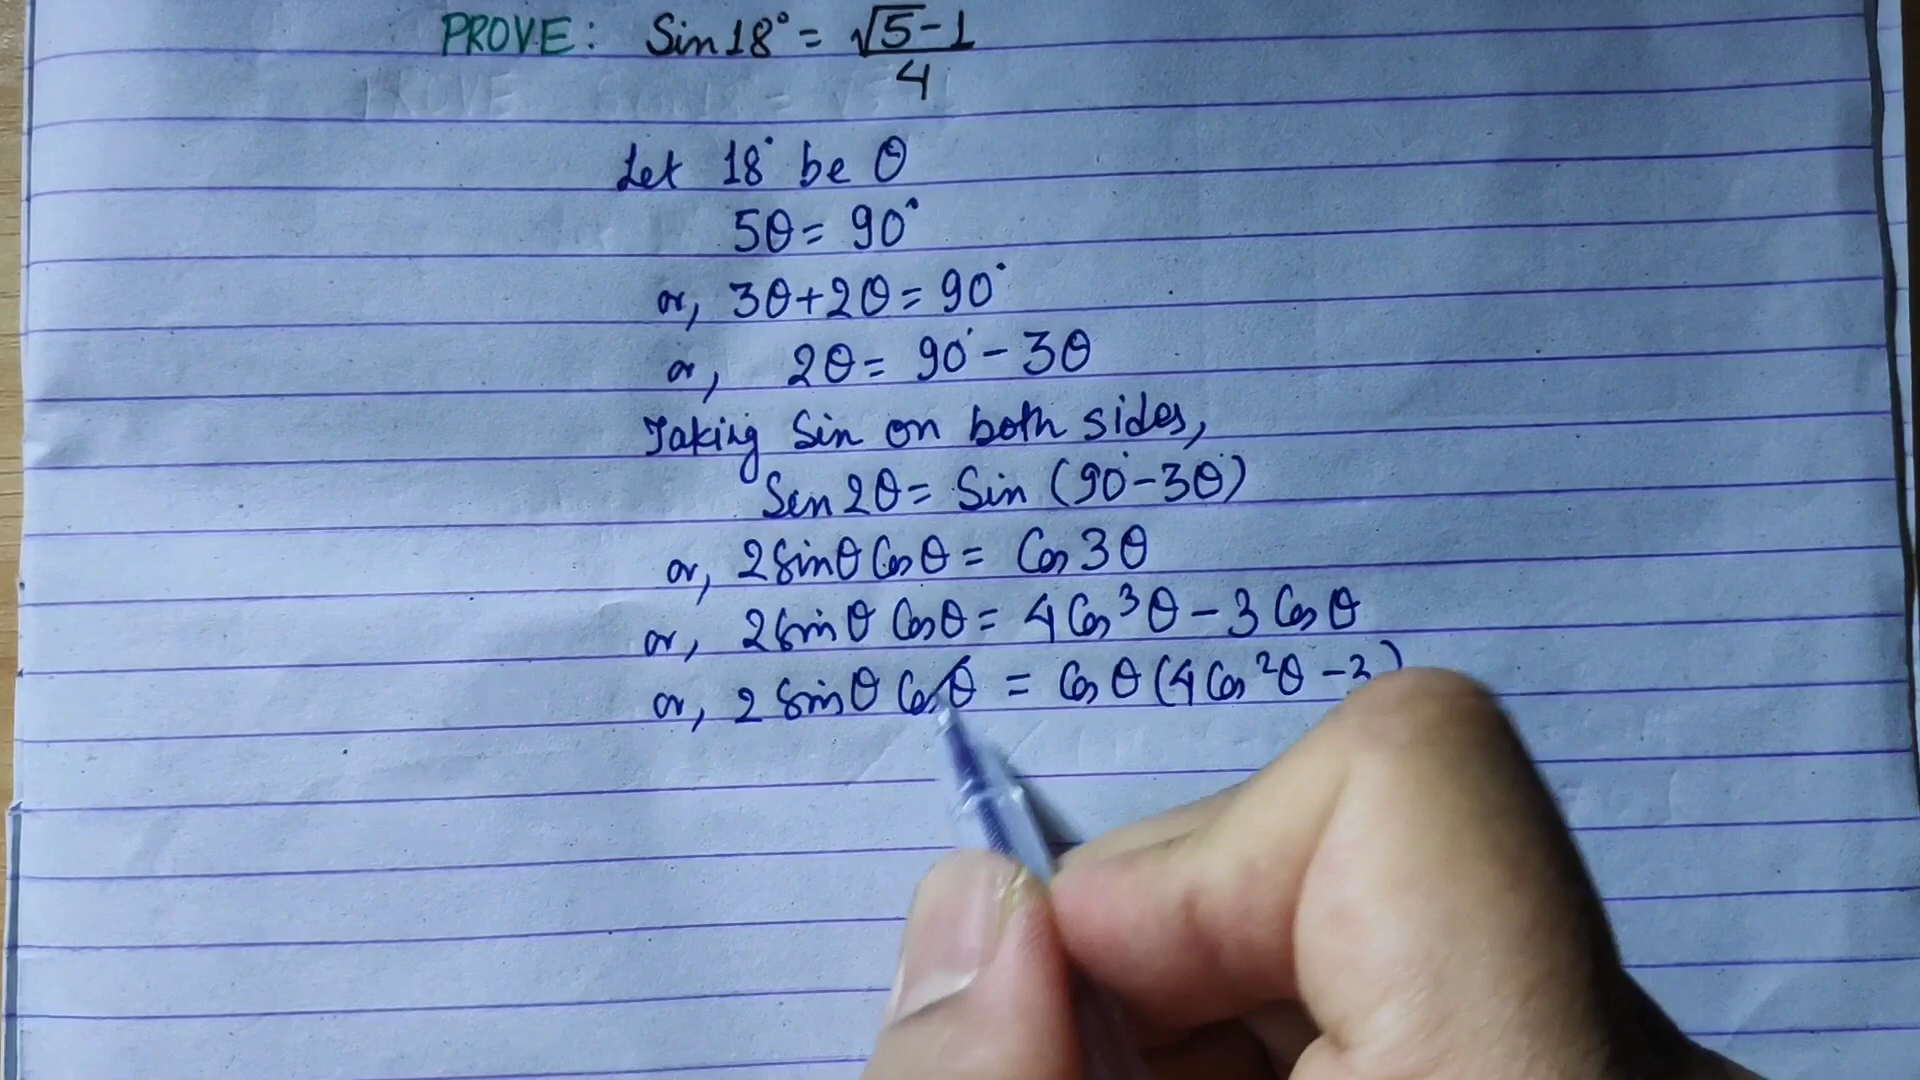 PROVE: Sin 18° = √5-1
4
Let 18° be θ
5θ = 90°
or, 3θ+2θ = 90°
or, 2θ = 90° - 3θ
Taking Sin on both sides,
Sin 2θ = Sin (90°-3θ)
or, 2 Sinθ Cosθ = Cos 3θ
or, 2 Sinθ Cosθ = 4 Cos³θ - 3 Cosθ
or, 2 Sinθ Cosθ = Cosθ (4 Cos²θ - 3)